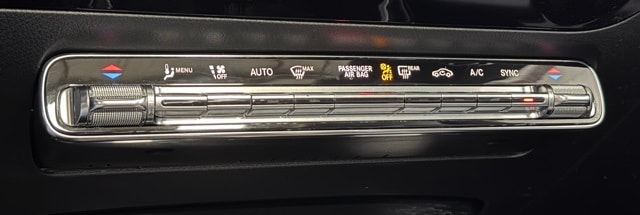 MENU
OFF
AUTO
MAX
PASSENGER
AIR BAG
OFF
REAR
A/C
SYNC